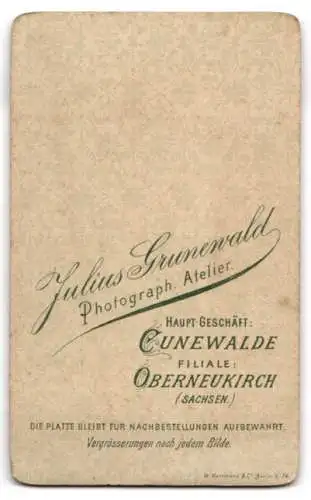 Julius Grunewald
Photograph. Atelier.
HAUPT-GESCHÄFT:
CUNEWALDE
FILIALE:
OBERNEUKIRCH
(SACHSEN.)
DIE PLATTE BLEIBT FÜR NACHBESTELLUNGEN AUFBEWAHRT.
Vergrösserungen nach jedem Bilde.